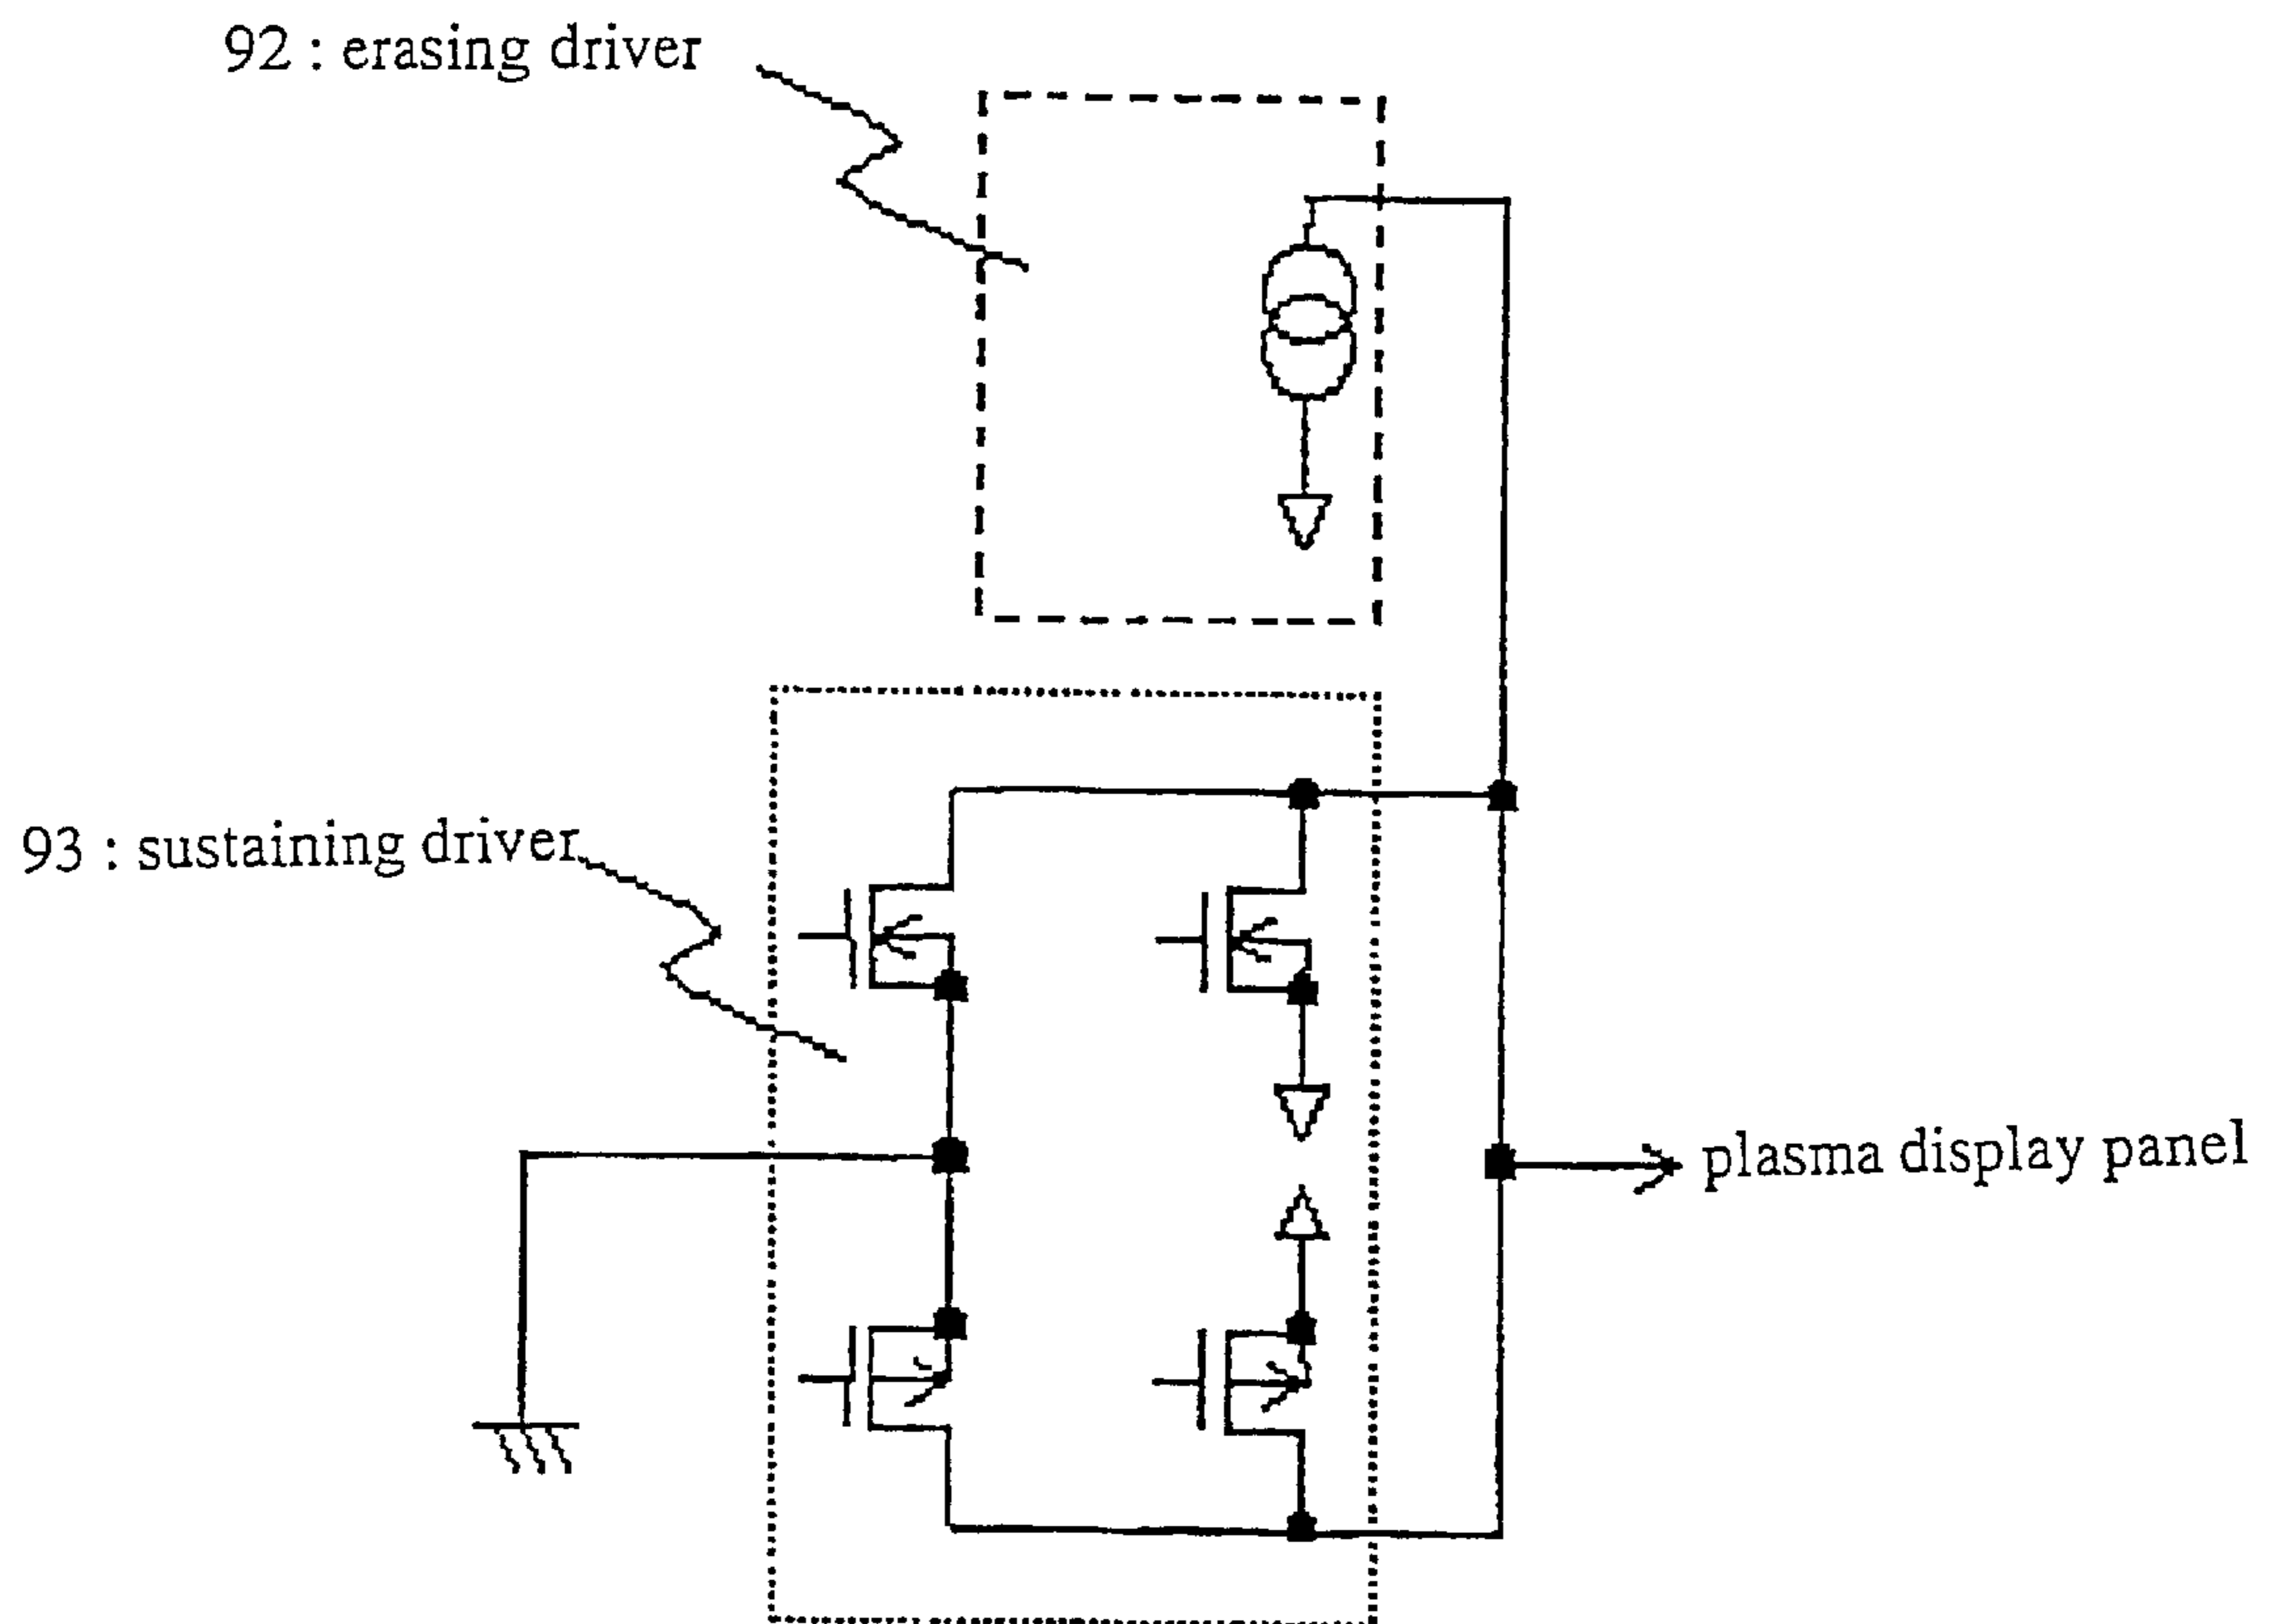 92 : erasing driver
93 : sustaining driver
plasma display panel